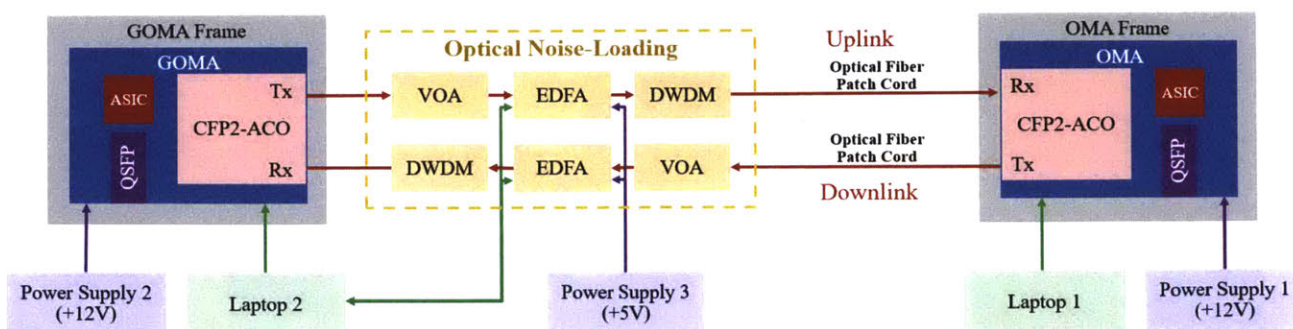 GOMA Frame
GOMA
ASIC
QSFP
CFP2-ACO
Tx
Rx
Optical Noise-Loading
VOA
EDFA
DWDM
DWDM
EDFA
VOA
Uplink
Optical Fiber
Patch Cord
Optical Fiber
Patch Cord
Downlink
OMA Frame
OMA
Rx
CFP2-ACO
Tx
ASIC
QSFP
Power Supply 2
(+12V)
Laptop 2
Power Supply 3
(+5V)
Laptop 1
Power Supply 1
(+12V)